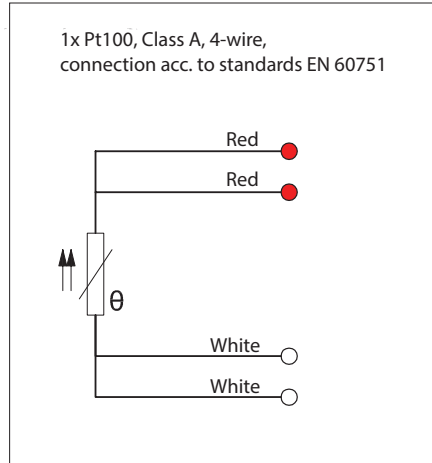 1x Pt100, Class A, 4-wire,
connection acc. to standards EN 60751
Red
Red
θ
White
White